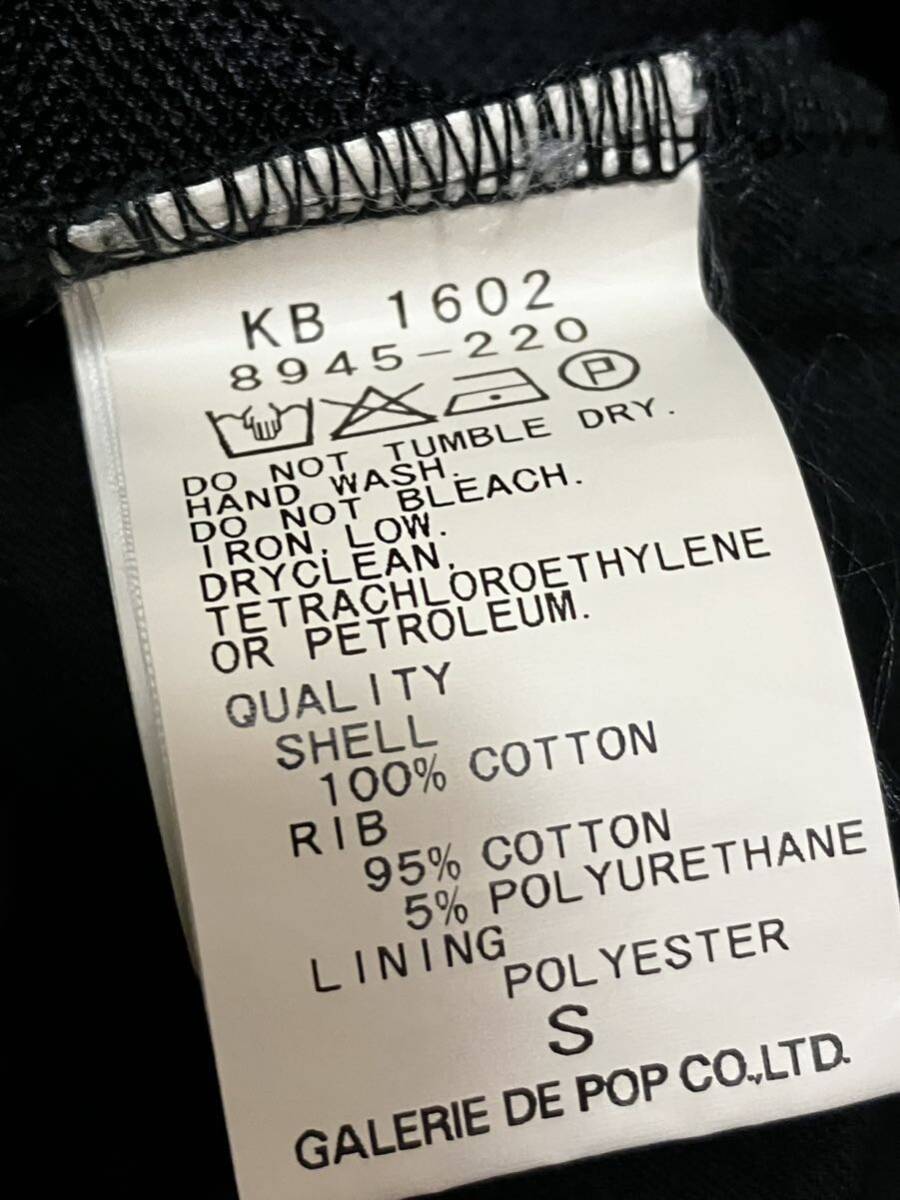 KB 1602
8945-220
P
DO NOT TUMBLE DRY.
HAND WASH.
DO NOT BLEACH.
IRON. LOW.
DRYCLEAN,
TETRACHLOROETHYLENE
OR PETROLEUM.
QUALITY
SHELL
100% COTTON
RIB
95% COTTON
5% POLYURETHANE
LINING
POLYESTER
S
GALERIE DE POP CO.,LTD.